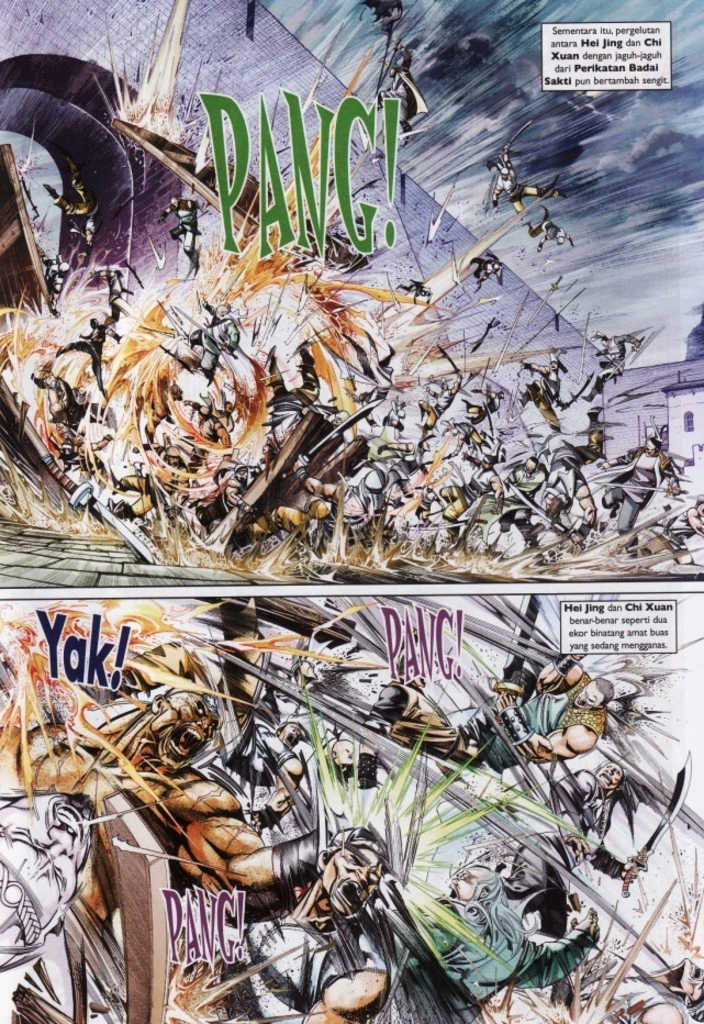 Sementara itu, pergelutan
antara Hei Jing dan Chi
Xuan dengan jaguh-jaguh
dari Perikatan Badai
Sakti pun bertambah sengit.
PANG!
Hei Jing dan Chi Xuan
benar-benar seperti dua
ekor binatang amat buas
yang sedang mengganas.
Yak!
PANG!
PANG!